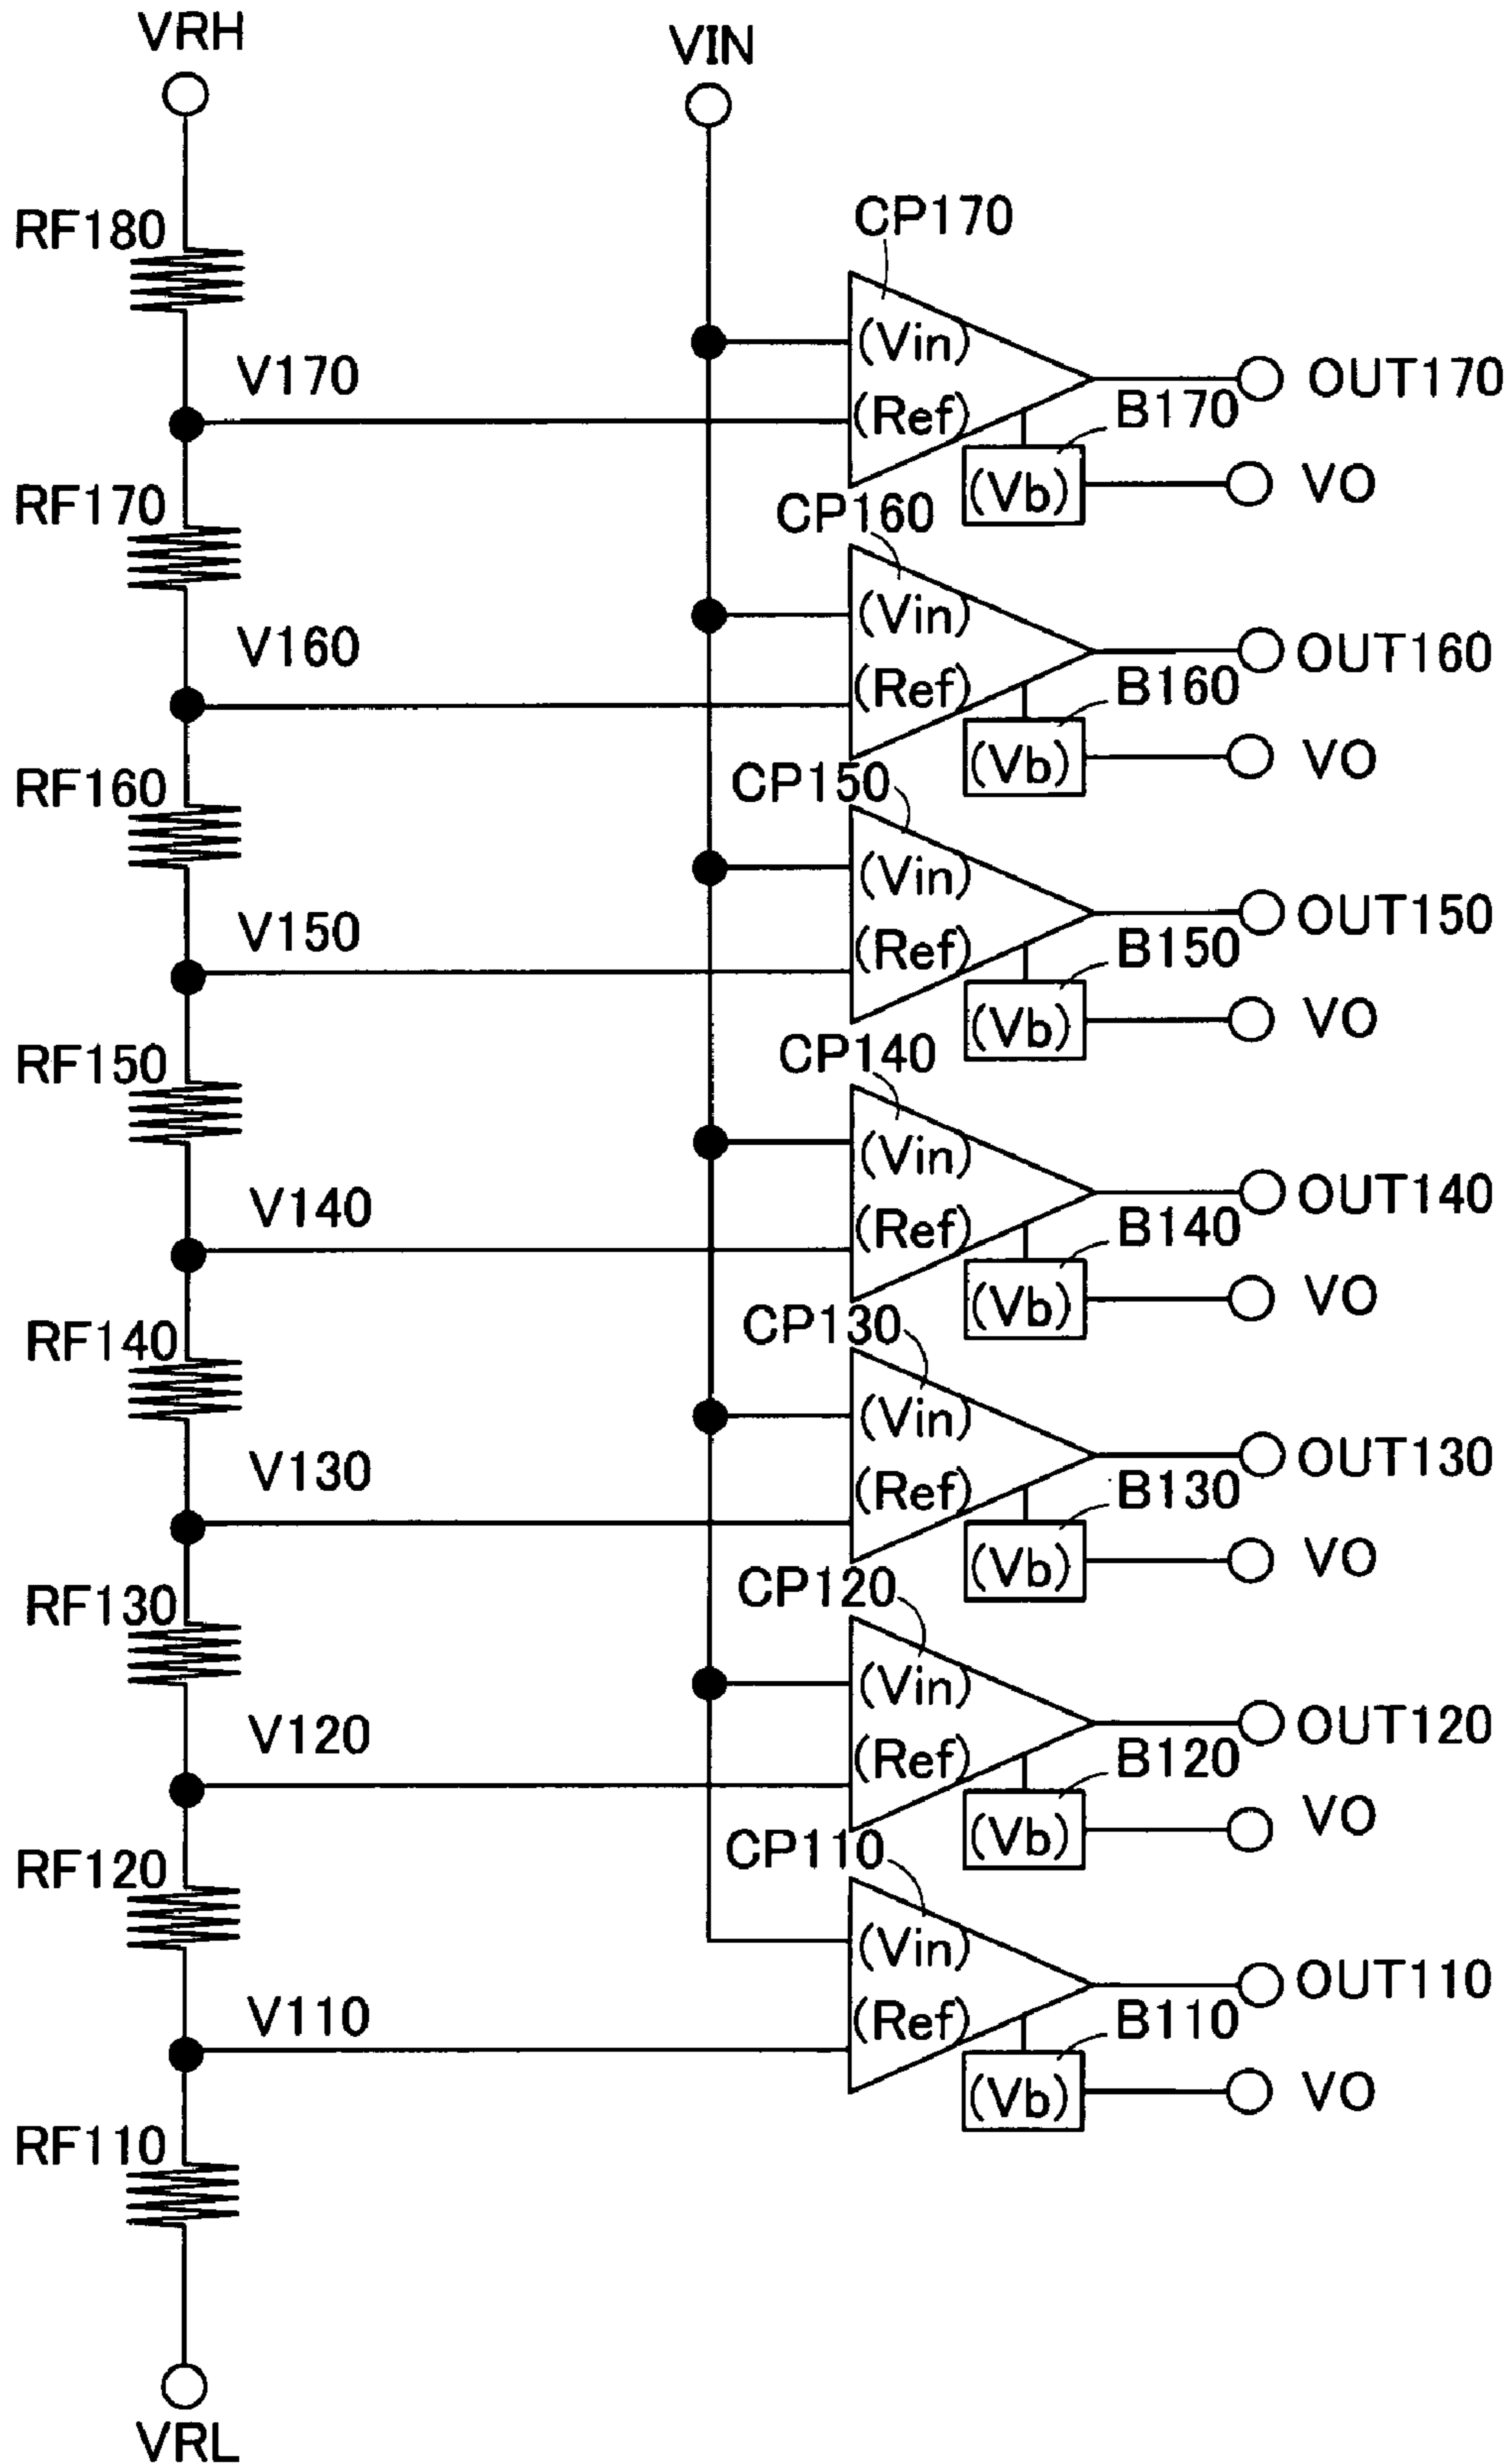 VRH
VIN
CP170
RF180
(Vin)
V170
OUT170
(Ref)
B170
RF170
(Vb)
VO
CP160
(Vin)
V160
OUT160
(Ref)
B160
(Vb)
VO
RF160
CP150
(Vin)
V150
OUT150
(Ref)
B150
(Vb)
VO
RF150
CP140
(Vin)
V140
OUT140
(Ref)
B140
(Vb)
VO
RF140
CP130
(Vin)
V130
OUT130
(Ref)
B130
(Vb)
VO
RF130
CP120
(Vin)
V120
OUT120
(Ref)
B120
(Vb)
VO
RF120
CP110
(Vin)
OUT110
V110
(Ref)
B110
(Vb)
VO
RF110
VRL